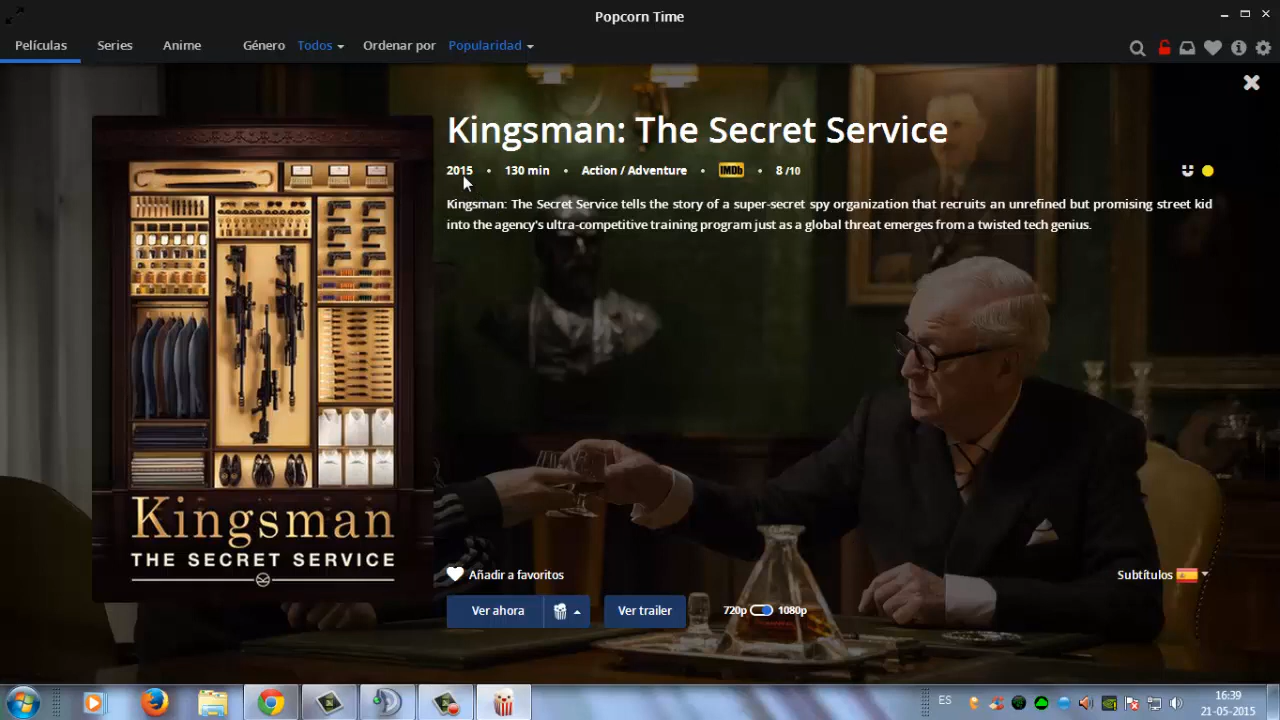 Popcorn Time
Películas Series Anime Género Todos Ordenar por Popularidad
Kingsman: The Secret Service
2015 • 130 min • Action / Adventure • IMDb • 8 /10
Kingsman: The Secret Service tells the story of a super-secret spy organization that recruits an unrefined but promising street kid
into the agency's ultra-competitive training program just as a global threat emerges from a twisted tech genius.
Kingsman
THE SECRET SERVICE
Añadir a favoritos
Subtítulos
Ver ahora Ver trailer 720p 1080p
ES 16:39
21-05-2015